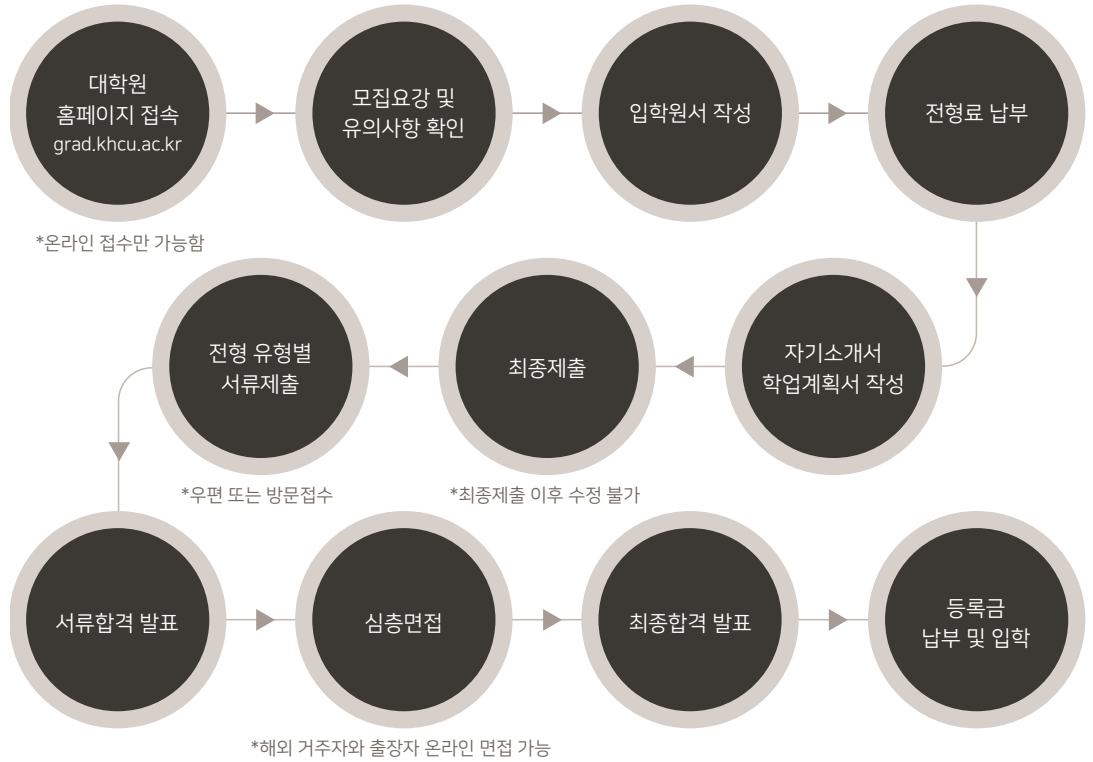 대학원
홈페이지 접속
grad.khcu.ac.kr
*온라인 접수만 가능함
모집요강 및
유의사항 확인
입학원서 작성
전형료 납부
자기소개서
학업계획서 작성
최종제출
*최종제출 이후 수정 불가
전형 유형별
서류제출
*우편 또는 방문접수
서류합격 발표
심층면접
*해외 거주자와 출장자 온라인 면접 가능
최종합격 발표
등록금
납부 및 입학